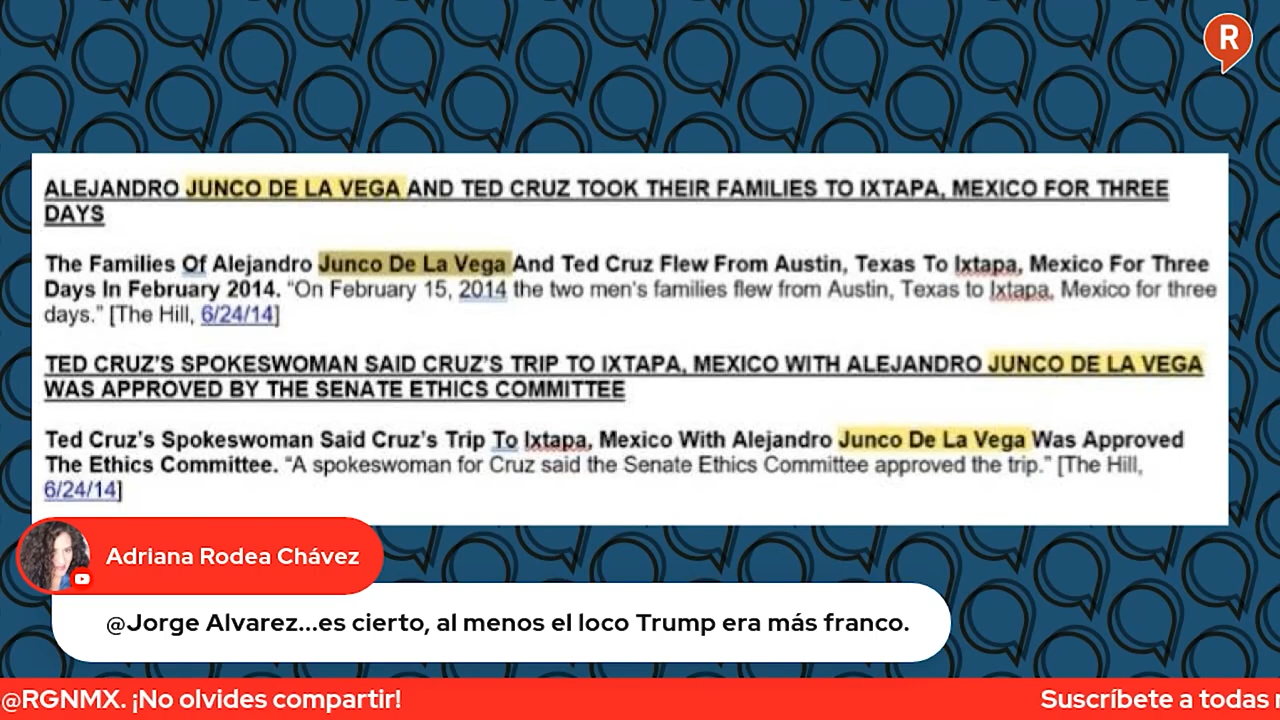 R
ALEJANDRO JUNCO DE LA VEGA AND TED CRUZ TOOK THEIR FAMILIES TO IXTAPA, MEXICO FOR THREE
DAYS
The Families Of Alejandro Junco De La Vega And Ted Cruz Flew From Austin, Texas To Ixtapa, Mexico For Three
Days In February 2014. “On February 15, 2014 the two men’s families flew from Austin, Texas to Ixtapa, Mexico for three
days.” [The Hill, 6/24/14]
TED CRUZ’S SPOKESWOMAN SAID CRUZ’S TRIP TO IXTAPA, MEXICO WITH ALEJANDRO JUNCO DE LA VEGA
WAS APPROVED BY THE SENATE ETHICS COMMITTEE
Ted Cruz’s Spokeswoman Said Cruz’s Trip To Ixtapa, Mexico With Alejandro Junco De La Vega Was Approved
The Ethics Committee. “A spokeswoman for Cruz said the Senate Ethics Committee approved the trip.” [The Hill,
6/24/14]
Adriana Rodea Chávez
@Jorge Alvarez...es cierto, al menos el loco Trump era más franco.
@RGNMX. ¡No olvides compartir! Suscríbete a todas